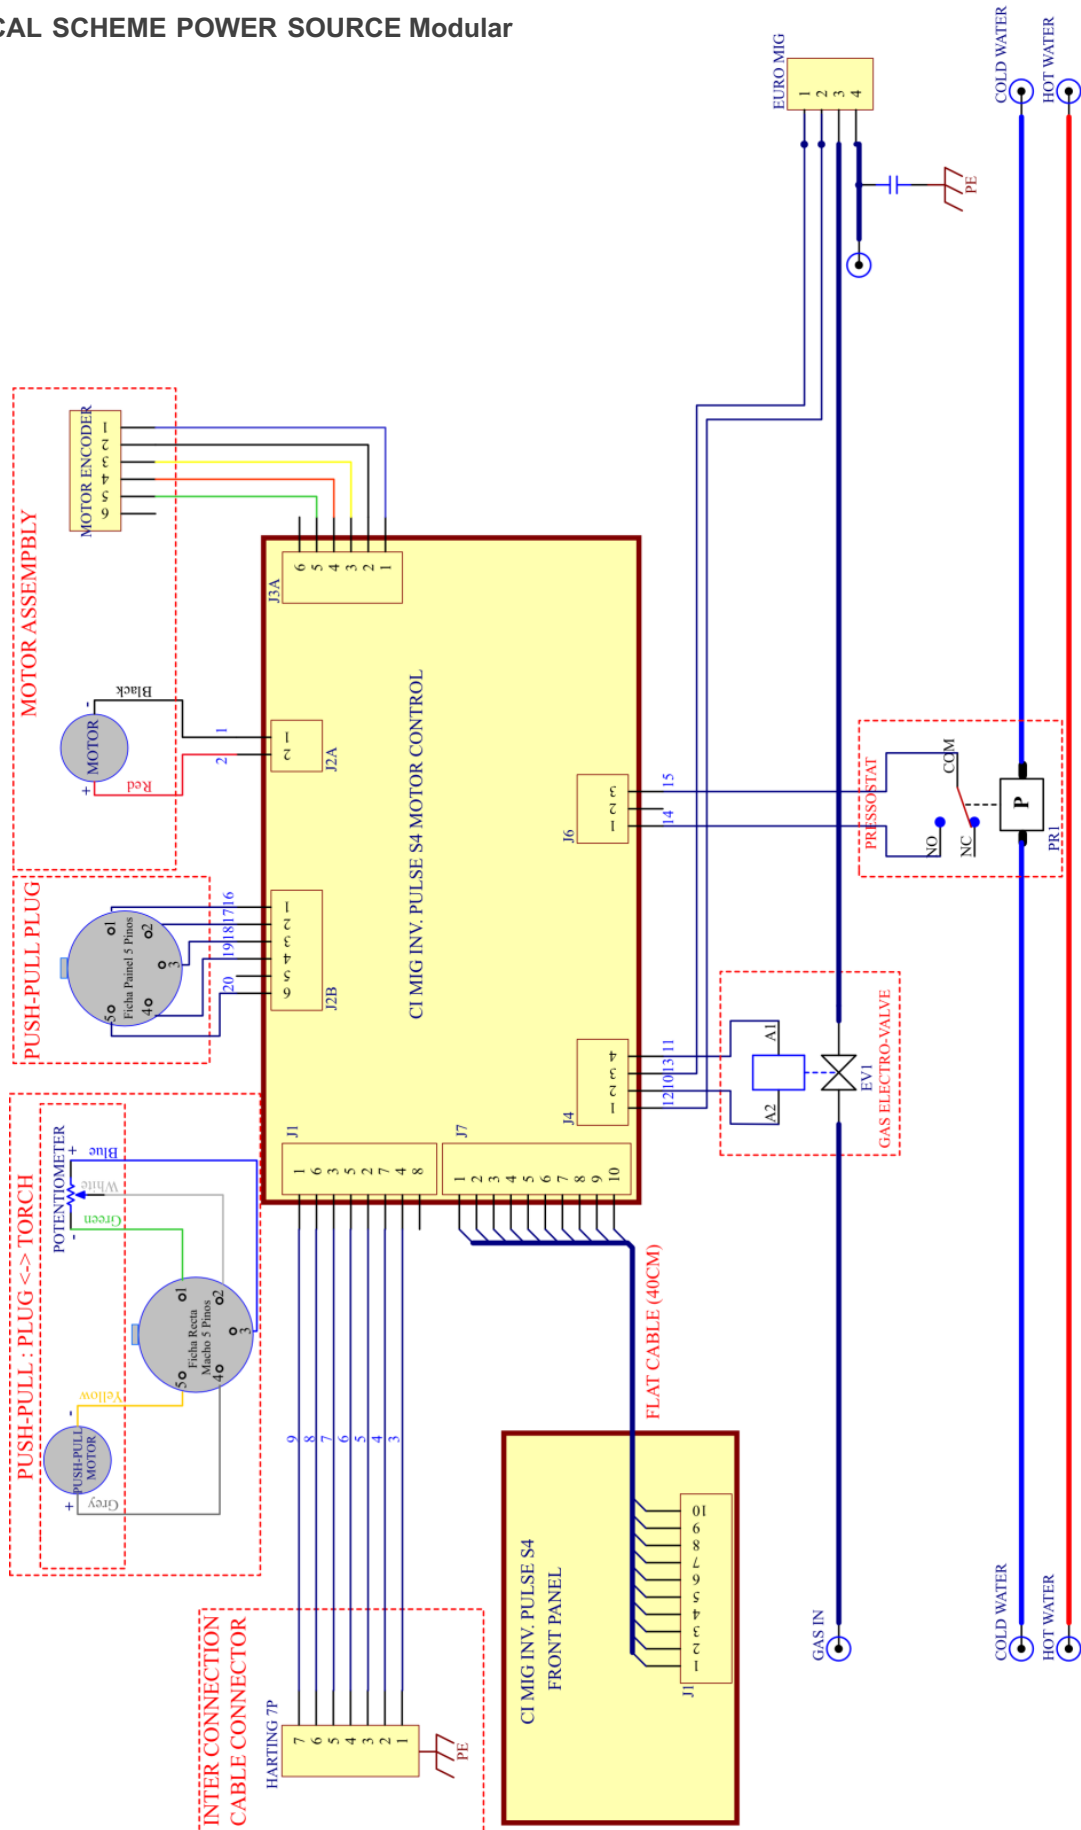 CAL SCHEME POWER SOURCE Modular
EURO MIG
1
2
3
4
COLD WATER
HOT WATER
PE
MOTOR ASSEMPBLY
MOTOR ENCODER
1
2
3
4
5
6
J3A
6
5
4
3
2
1
MOTOR
-
+
Black
Red
1
2
J2A
1
2
CI MIG INV. PULSE S4 MOTOR CONTROL
PUSH-PULL PLUG
Ficha Painel 5 Pinos
1
2
3
4
5
16
17
18
19
20
J2B
1
2
3
4
5
6
J6
3
2
1
15
14
PRESSOSTAT
COM
NO
NC
P
PR1
J4
4
3
2
1
11
13
10
12
A1
A2
EV1
GAS ELECTRO-VALVE
PUSH-PULL : PLUG <-> TORCH
POTENTIOMETER
+
-
Blue
White
Green
Ficha Recta
Macho 5 Pinos
1
2
3
4
5
Yellow
Grey
PUSH-PULL
MOTOR
-
+
J1
1
6
3
5
2
7
4
8
J7
1
2
3
4
5
6
7
8
9
10
9
8
7
6
5
4
3
FLAT CABLE (40CM)
INTER CONNECTION
CABLE CONNECTOR
HARTING 7P
7
6
5
4
3
2
1
PE
CI MIG INV. PULSE S4
FRONT PANEL
J1
10
9
8
7
6
5
4
3
2
1
GAS IN
COLD WATER
HOT WATER